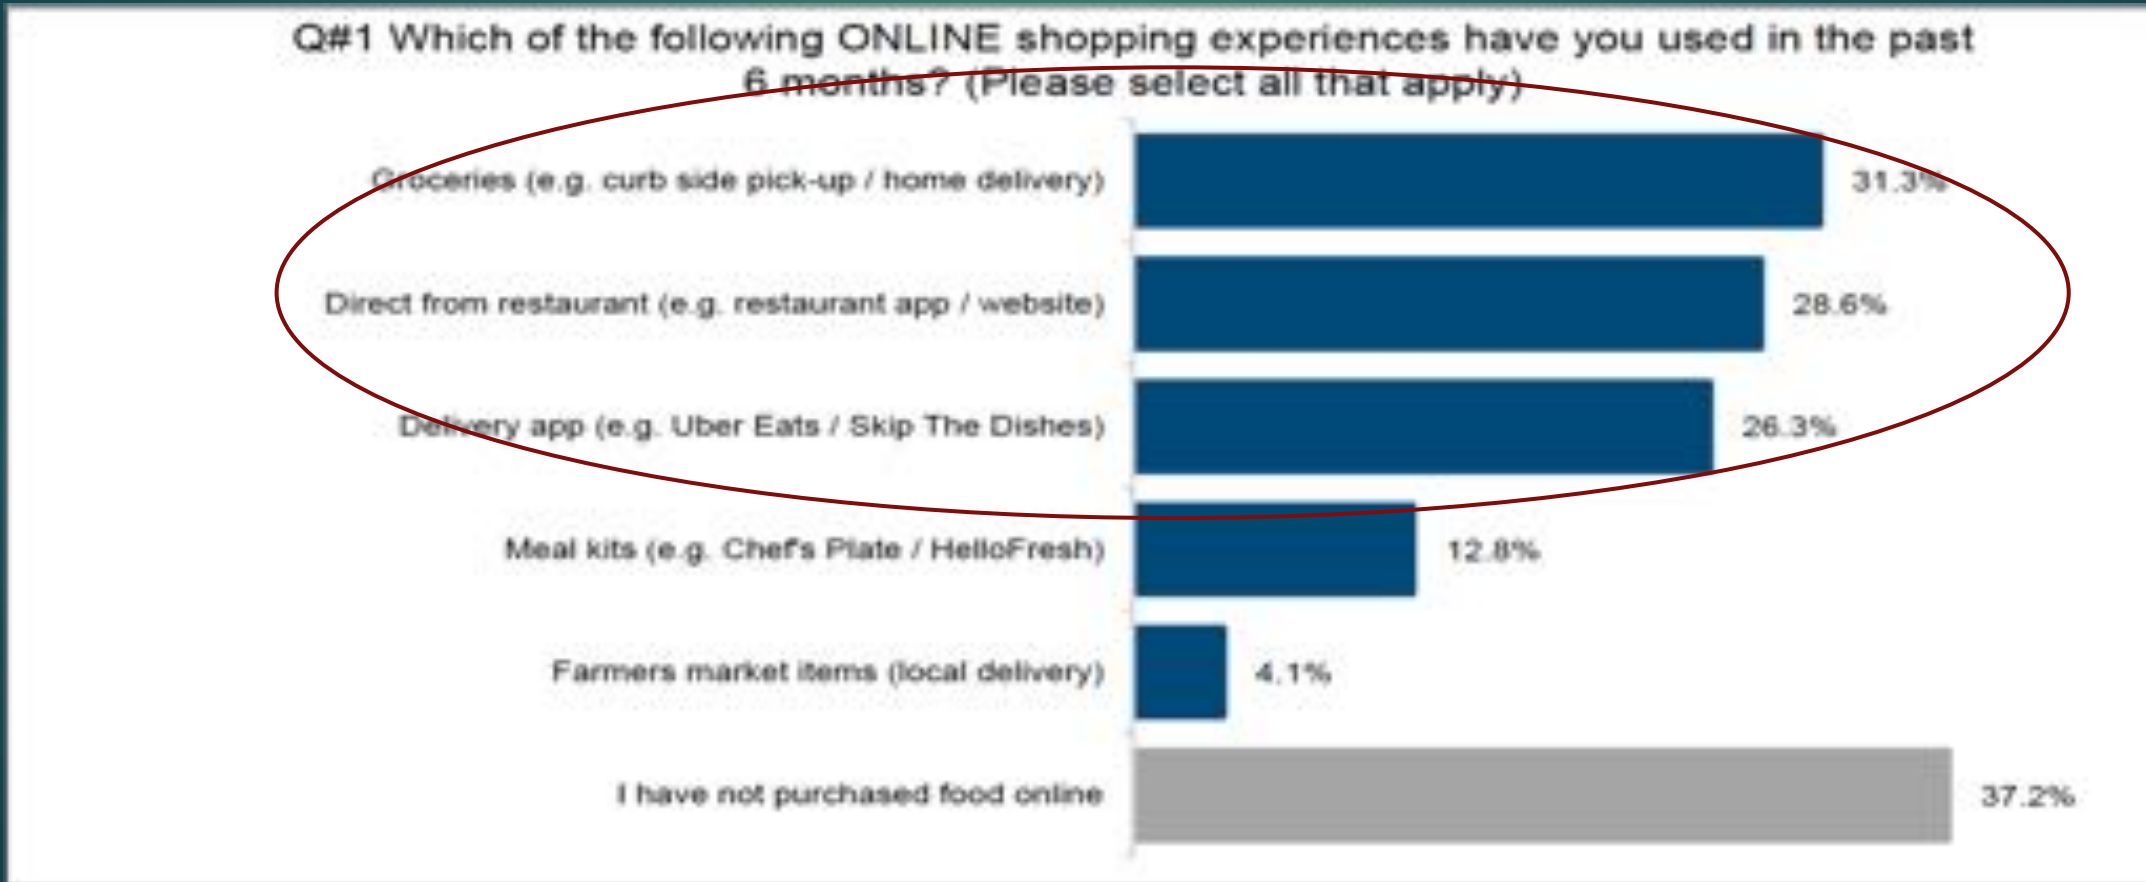 Q#1 Which of the following ONLINE shopping experiences have you used in the past
6 months? (Please select all that apply)
Groceries (e.g. curb side pick-up / home delivery)
31.3%
Direct from restaurant (e.g. restaurant app / website)
28.6%
Delivery app (e.g. Uber Eats / Skip The Dishes)
26.3%
Meal kits (e.g. Chef's Plate / HelloFresh)
12.8%
Farmers market items (local delivery)
4.1%
I have not purchased food online
37.2%